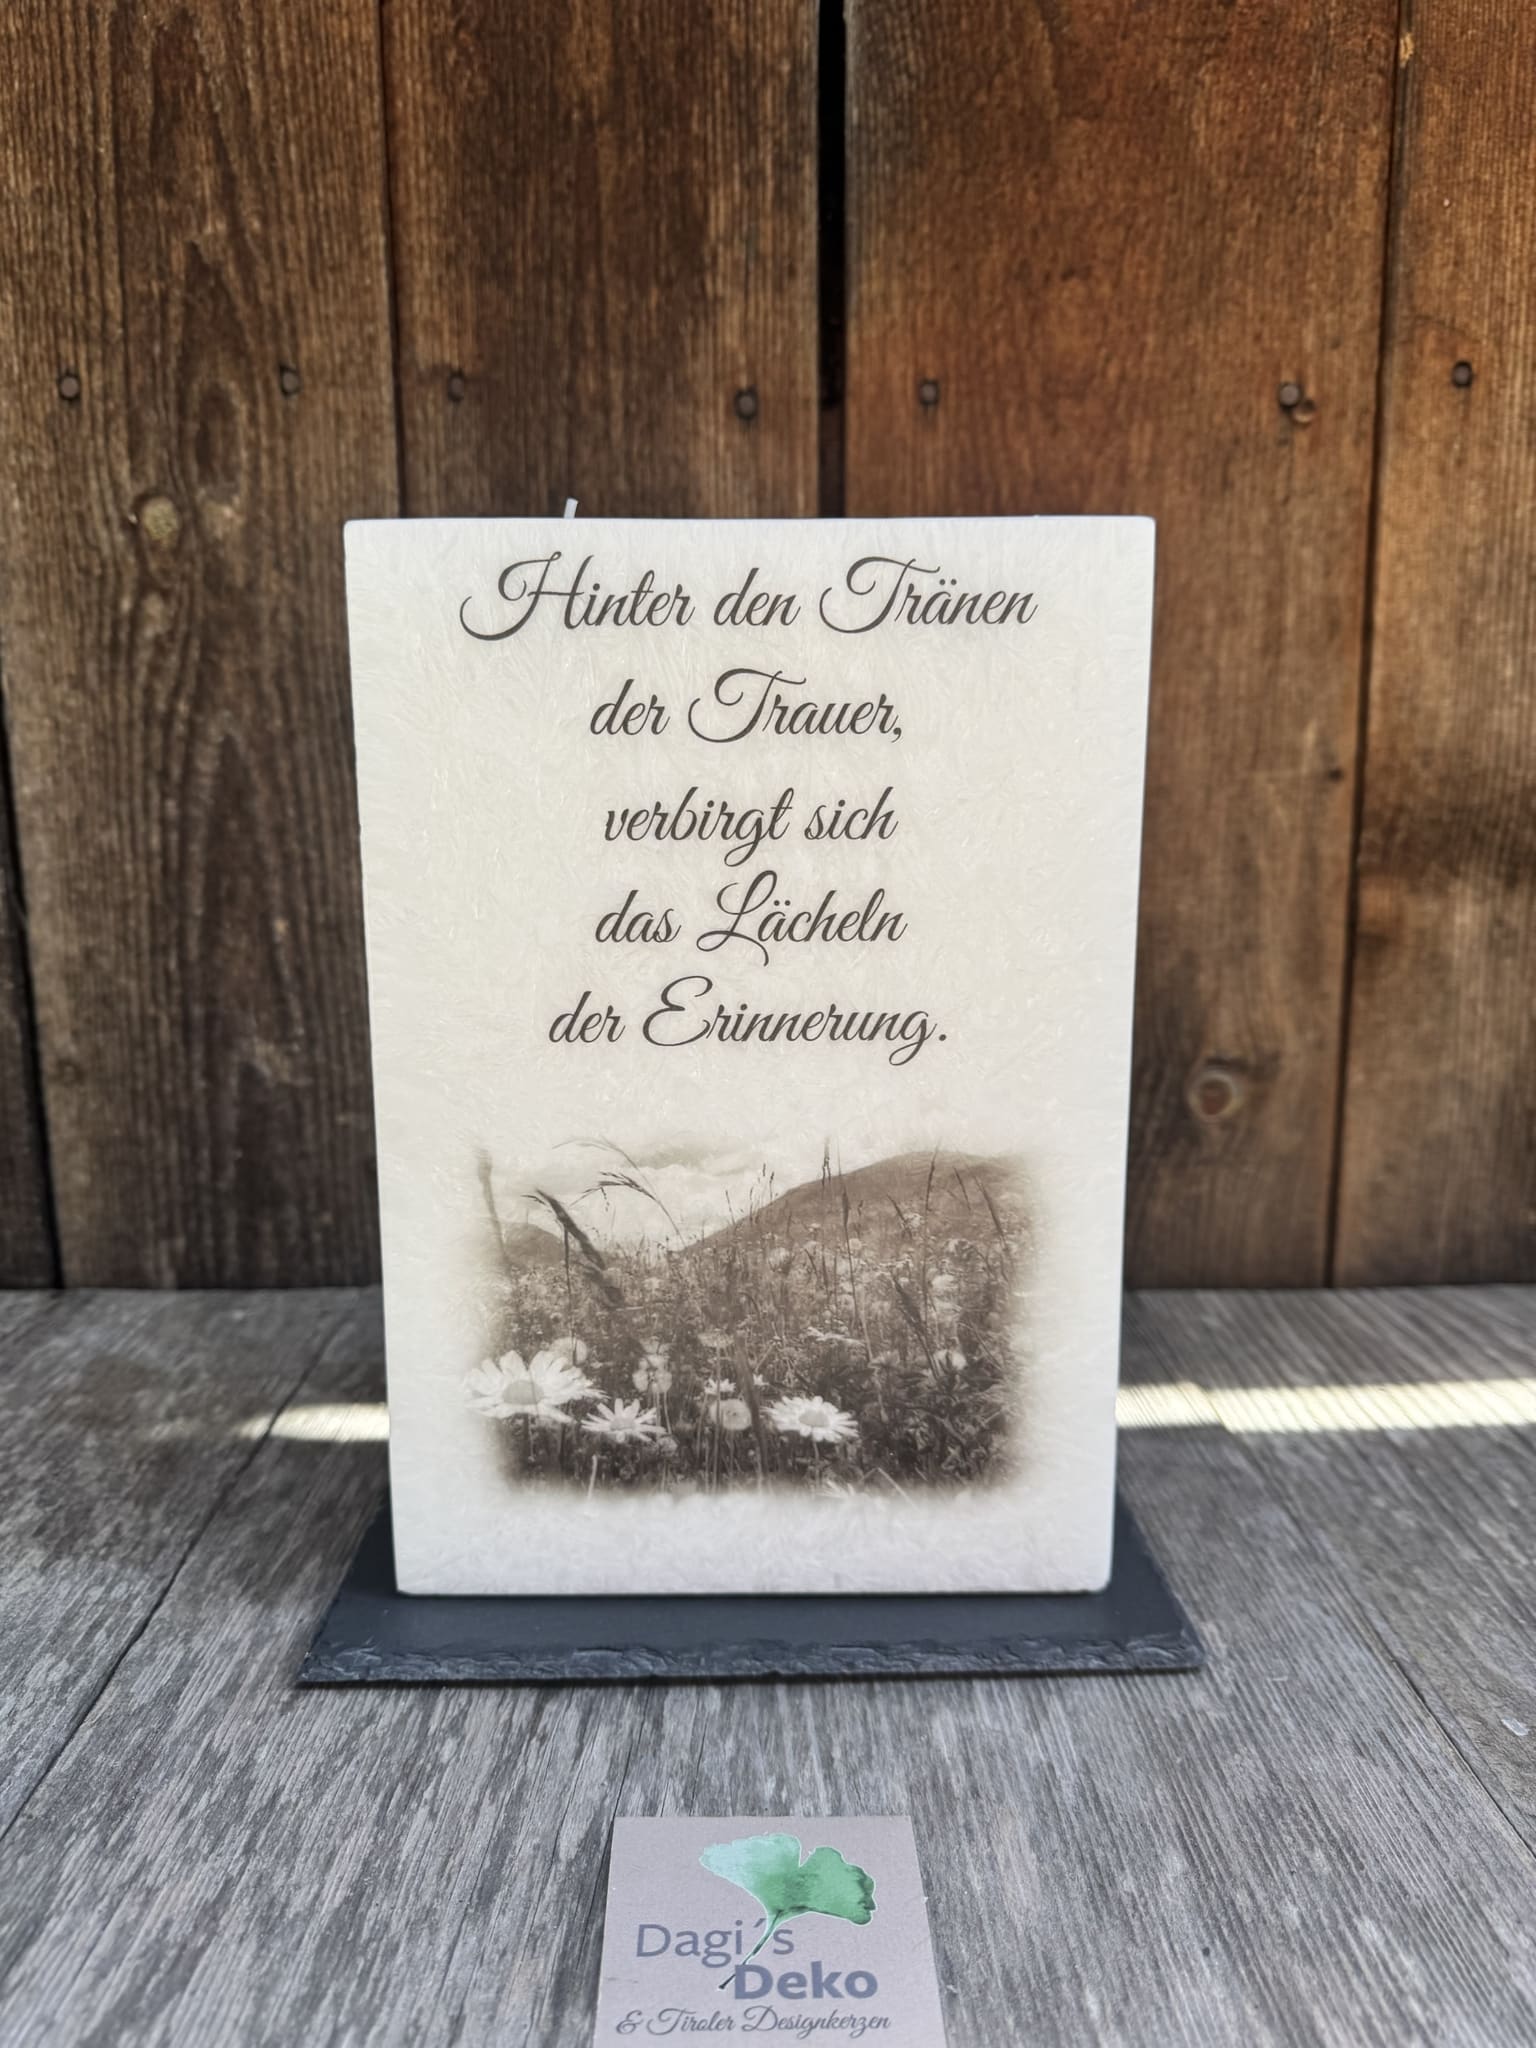 Hinter den Tränen
der Trauer,
verbirgt sich
das Lächeln
der Erinnerung.
Dagi´s
Deko
& Tiroler Designkerzen